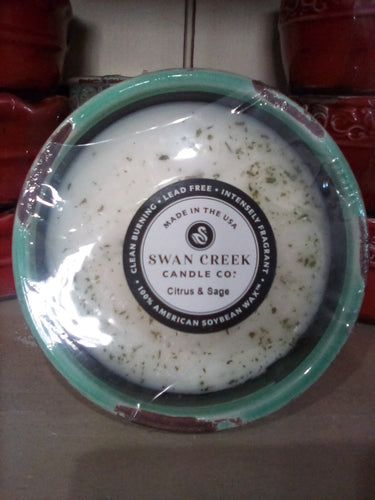 CLEAN BURNING • LEAD FREE • INTENSELY FRAGRANT
MADE IN THE USA
SWAN CREEK
CANDLE CO.
Citrus & Sage
• 100% AMERICAN SOYBEAN WAX™ •